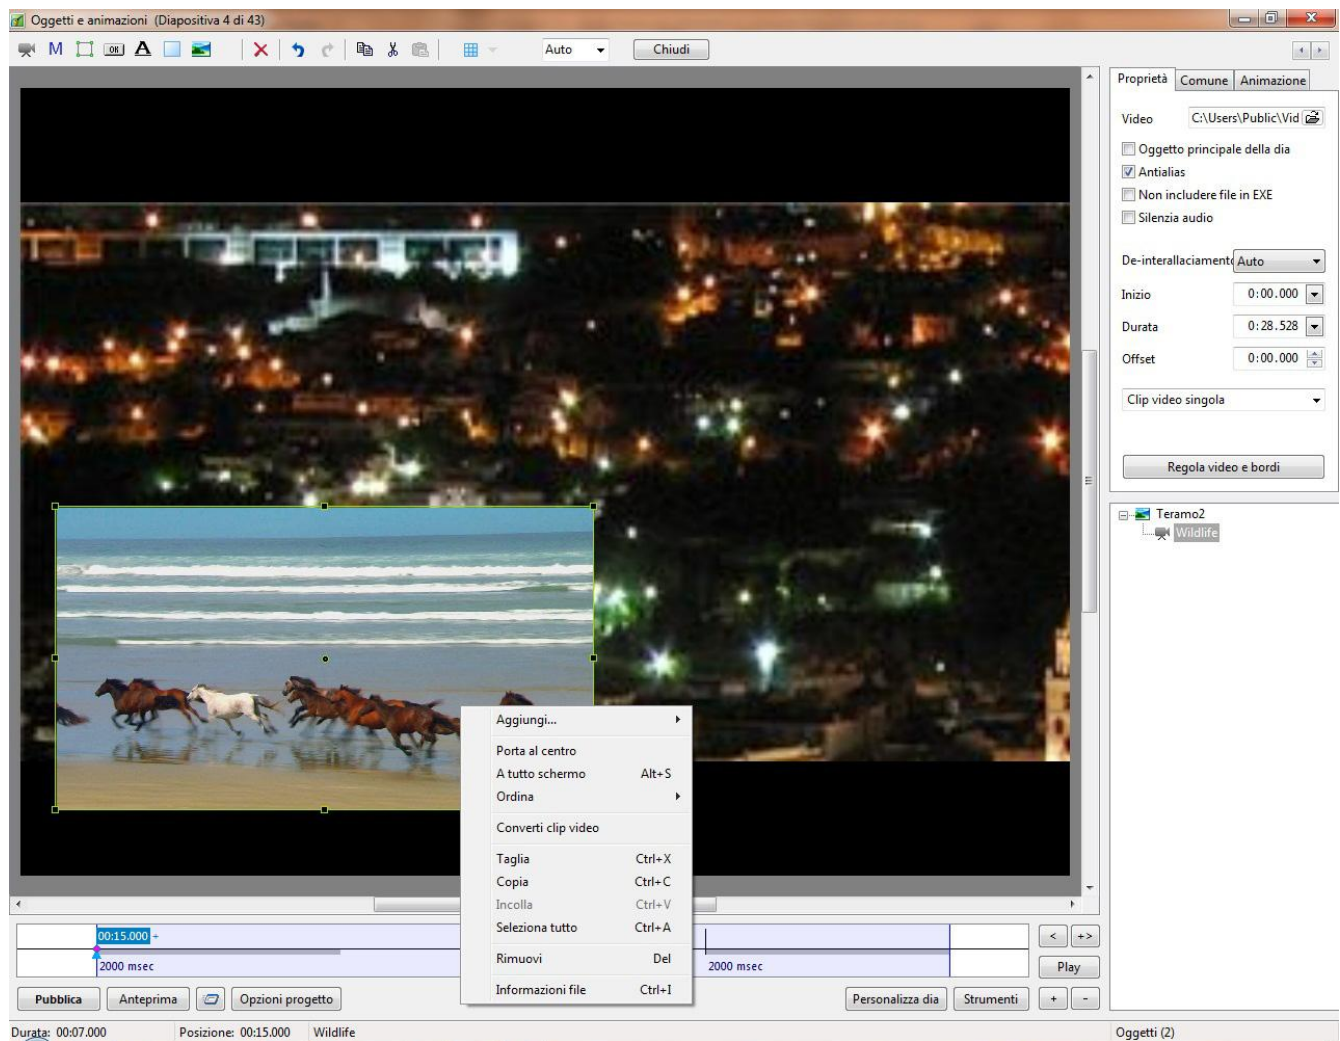 Oggetti e animazioni (Diapositiva 4 di 43)
M OK A Auto Chiudi
Proprietà Comune Animazione
Video C:\Users\Public\Vid
Oggetto principale della dia
Antialias
Non includere file in EXE
Silenzia audio
De-interallacciamento Auto
Inizio 0:00.000
Durata 0:28.528
Offset 0:00.000
Clip video singola
Regola video e bordi
Teramo2
Wildlife
Aggiungi...
Porta al centro
A tutto schermo Alt+S
Ordina
Converti clip video
Taglia Ctrl+X
Copia Ctrl+C
Incolla Ctrl+V
Seleziona tutto Ctrl+A
Rimuovi Del
Informazioni file Ctrl+I
00:15.000 +
2000 msec 2000 msec
< +>
Play
Pubblica Anteprima Opzioni progetto Personalizza dia Strumenti + -
Durata: 00:07.000 Posizione: 00:15.000 Wildlife Oggetti (2)